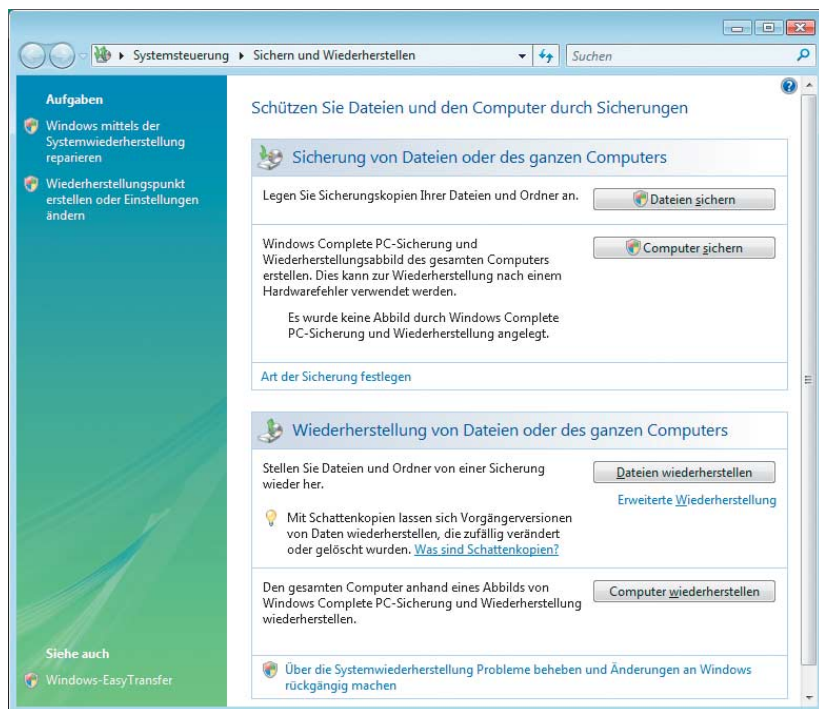 Systemsteuerung
Sichern und Wiederherstellen
Suchen
Aufgaben
Windows mittels der
Systemwiederherstellung
reparieren
Wiederherstellungspunkt
erstellen oder Einstellungen
ändern
Siehe auch
Windows-EasyTransfer
Schützen Sie Dateien und den Computer durch Sicherungen
Sicherung von Dateien oder des ganzen Computers
Legen Sie Sicherungskopien Ihrer Dateien und Ordner an.
Dateien sichern
Windows Complete PC-Sicherung und
Wiederherstellungsabbild des gesamten Computers
erstellen. Dies kann zur Wiederherstellung nach einem
Hardwarefehler verwendet werden.
Computer sichern
Es wurde keine Abbild durch Windows Complete
PC-Sicherung und Wiederherstellung angelegt.
Art der Sicherung festlegen
Wiederherstellung von Dateien oder des ganzen Computers
Stellen Sie Dateien und Ordner von einer Sicherung
wieder her.
Dateien wiederherstellen
Erweiterte Wiederherstellung
Mit Schattenkopien lassen sich Vorgängerversionen
von Daten wiederherstellen, die zufällig verändert
oder gelöscht wurden. Was sind Schattenkopien?
Den gesamten Computer anhand eines Abbilds von
Windows Complete PC-Sicherung und Wiederherstellung
wiederherstellen.
Computer wiederherstellen
Über die Systemwiederherstellung Probleme beheben und Änderungen an Windows
rückgängig machen